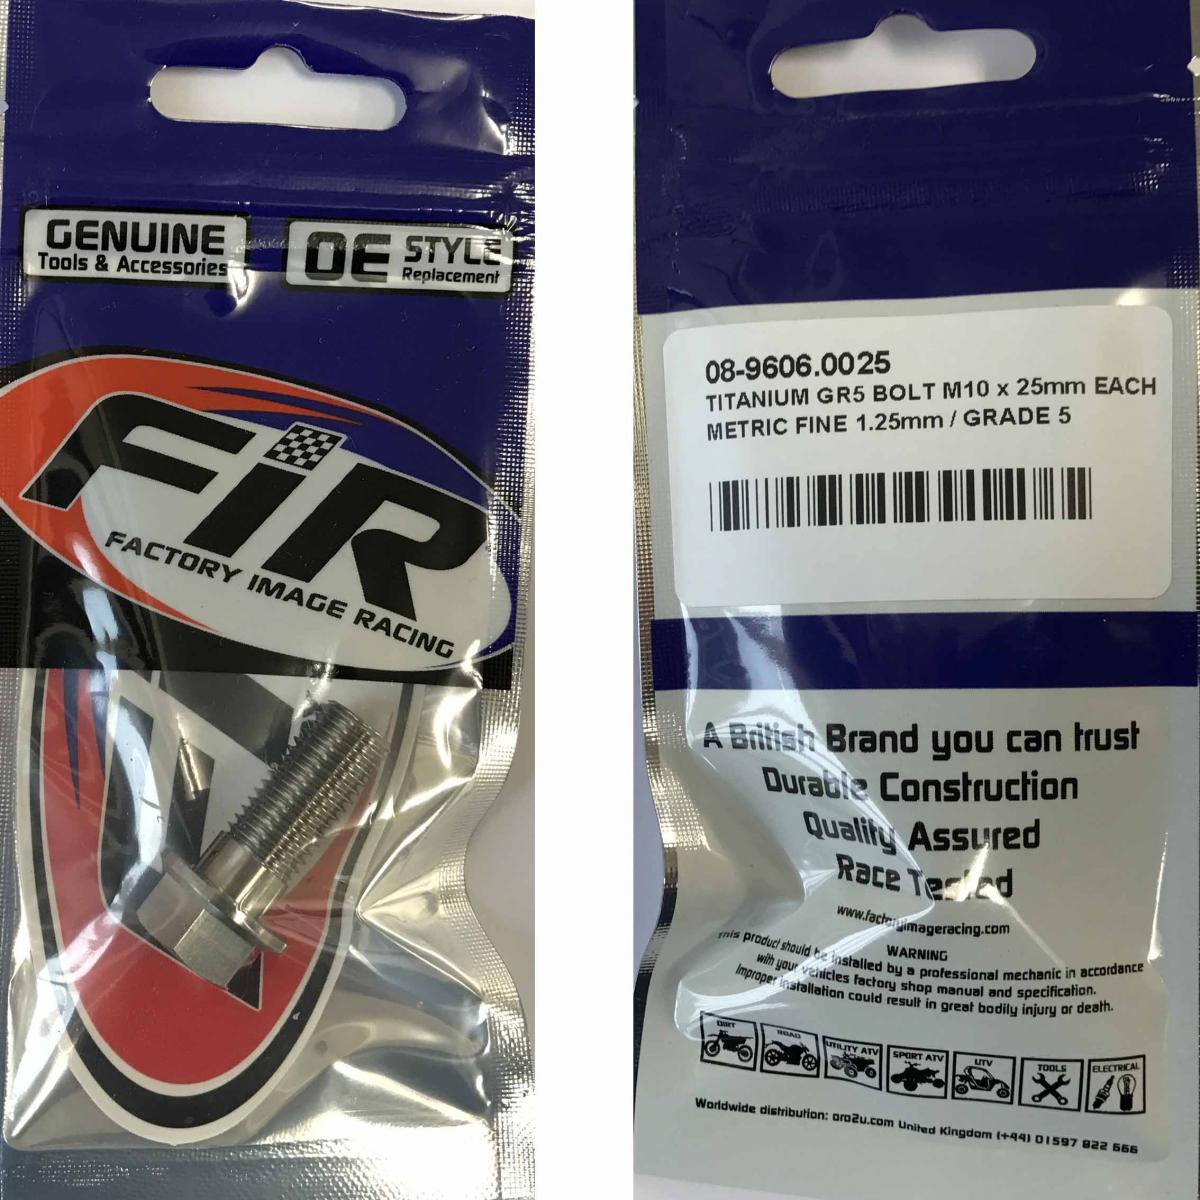 GENUINE
Tools & Accessories
OE STYLE
Replacement
FiR
FACTORY IMAGE RACING
08-9606.0025
TITANIUM GR5 BOLT M10 x 25mm EACH
METRIC FINE 1.25mm / GRADE 5
A British Brand you can trust
Durable Construction
Quality Assured
Race Tested
www.factoryimageracing.com
WARNING
This product should be installed by a professional mechanic in accordance
with your vehicles factory shop manual and specification.
Improper installation could result in great bodily injury or death.
DIRT ROAD UTILITY ATV SPORT ATV UTV TOOLS ELECTRICAL
Worldwide distribution: oro2u.com United Kingdom (+44) 01597 822 666